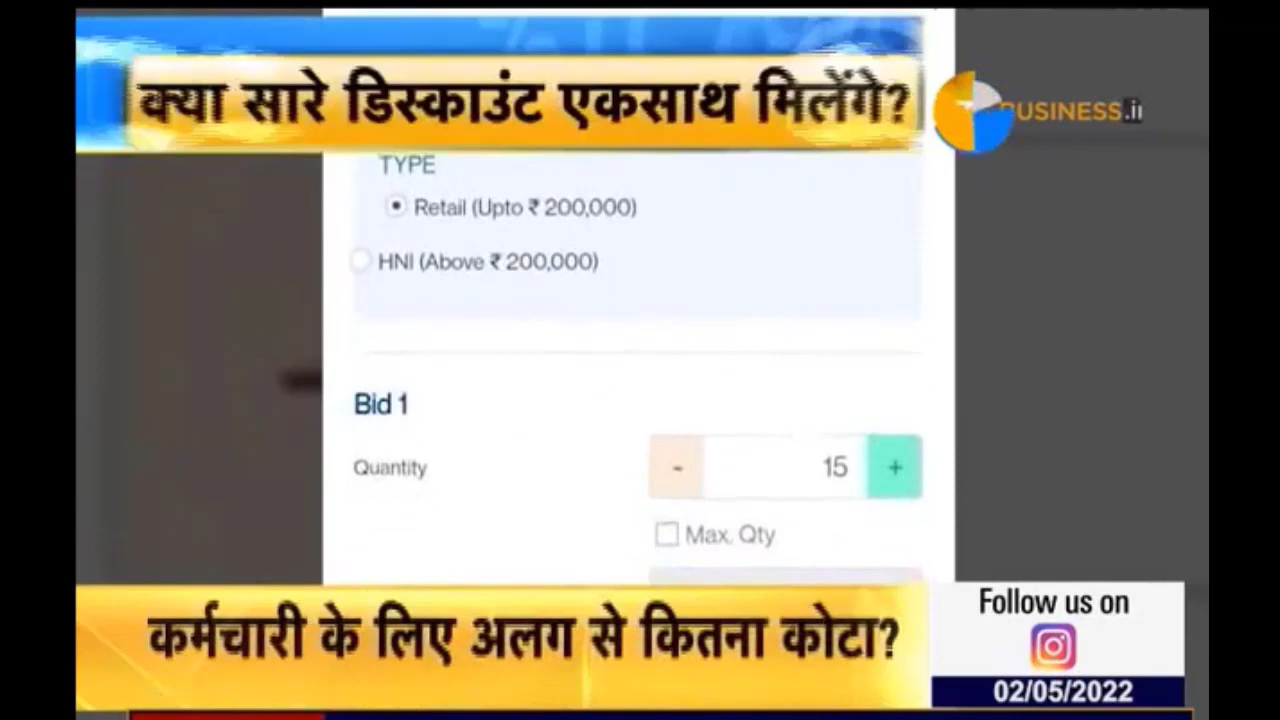 क्या सारे डिस्काउंट एकसाथ मिलेंगे?
BUSINESS
TYPE
Retail (Upto ₹ 200,000)
HNI (Above ₹ 200,000)
Bid 1
Quantity
-
15
+
Max. Qty
कर्मचारी के लिए अलग से कितना कोटा?
Follow us on
02/05/2022